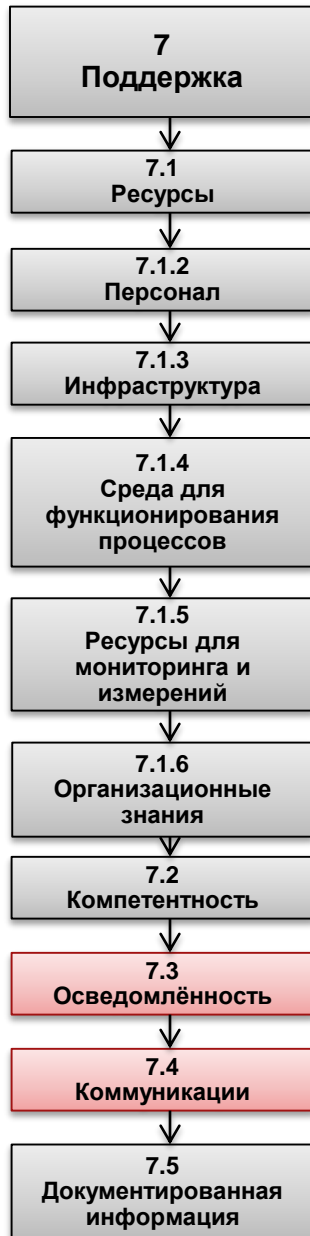 7
Поддержка
7.1
Ресурсы
7.1.2
Персонал
7.1.3
Инфраструктура
7.1.4
Среда для
функционирования
процессов
7.1.5
Ресурсы для
мониторинга и
измерений
7.1.6
Организационные
знания
7.2
Компетентность
7.3
Осведомлённость
7.4
Коммуникации
7.5
Документированная
информация